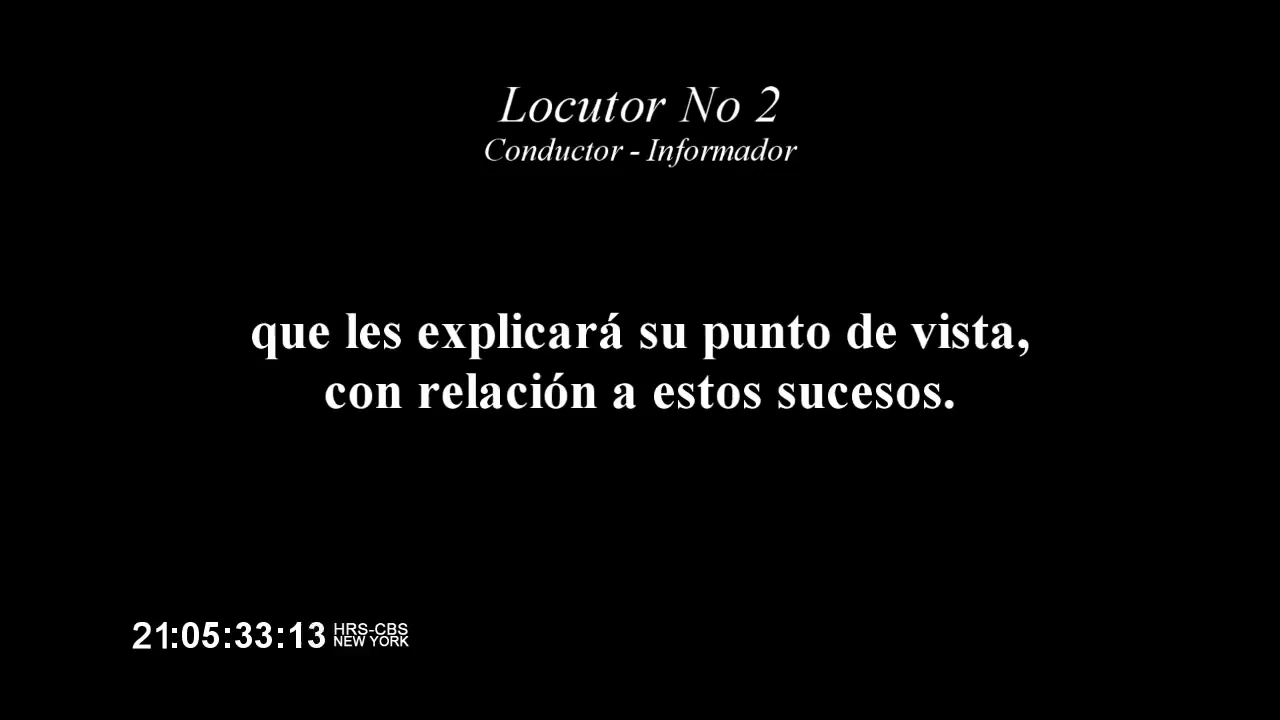 Locutor No 2
Conductor - Informador
que les explicará su punto de vista,
con relación a estos sucesos.
21:05:33:13 HRS-CBS
NEW YORK